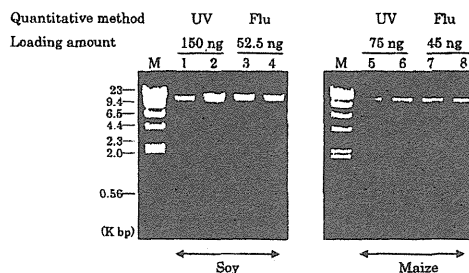 Quantitative method UV Flu UV Flu
Loading amount 150 ng 52.5 ng 75 ng 45 ng
M 1 2 3 4 M 5 6 7 8
23
9.4
6.5
4.4
2.3
2.0
0.56
(K bp)
Soy Maize